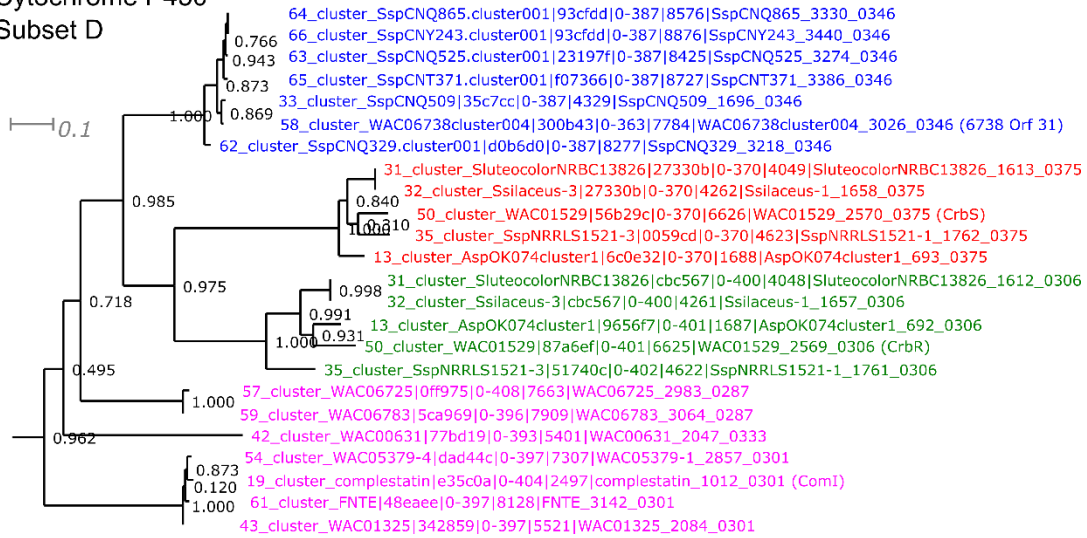 Subset D
64_cluster_SspCNQ865.cluster001|93cfdd|0-387|8576|SspCNQ865_3330_0346
66_cluster_SspCNY243.cluster001|93cfdd|0-387|8876|SspCNY243_3440_0346
0.766
0.943
63_cluster_SspCNQ525.cluster001|23197f|0-387|8425|SspCNQ525_3274_0346
65_cluster_SspCNT371.cluster001|f07366|0-387|8727|SspCNT371_3386_0346
0.873
33_cluster_SspCNQ509|35c7cc|0-387|4329|SspCNQ509_1696_0346
1.000
0.869
58_cluster_WAC06738cluster004|300b43|0-363|7784|WAC06738cluster004_3026_0346 (6738 Orf 31)
0.1
62_cluster_SspCNQ329.cluster001|d0b6d0|0-387|8277|SspCNQ329_3218_0346
31_cluster_SluteocolorNRBC13826|27330b|0-370|4049|SluteocolorNRBC13826_1613_0375
32_cluster_Ssilaceus-3|27330b|0-370|4262|Ssilaceus-1_1658_0375
0.985
0.840
50_cluster_WAC01529|56b29c|0-370|6626|WAC01529_2570_0375 (CrbS)
35_cluster_SspNRRLS1521-3|0059cd|0-370|4623|SspNRRLS1521-1_1762_0375
13_cluster_AspOK074cluster1|6c0e32|0-370|1688|AspOK074cluster1_693_0375
0.975
31_cluster_SluteocolorNRBC13826|cbc567|0-400|4048|SluteocolorNRBC13826_1612_0306
0.998
32_cluster_Ssilaceus-3|cbc567|0-400|4261|Ssilaceus-1_1657_0306
0.718
0.991
13_cluster_AspOK074cluster1|9656f7|0-401|1687|AspOK074cluster1_692_0306
1.000
0.931
50_cluster_WAC01529|87a6ef|0-401|6625|WAC01529_2569_0306 (CrbR)
0.495
35_cluster_SspNRRLS1521-3|51740c|0-402|4622|SspNRRLS1521-1_1761_0306
57_cluster_WAC06725|0ff975|0-408|7663|WAC06725_2983_0287
1.000
59_cluster_WAC06783|5ca969|0-396|7909|WAC06783_3064_0287
0.962
42_cluster_WAC00631|77bd19|0-393|5401|WAC00631_2047_0333
54_cluster_WAC05379-4|dad44c|0-397|7307|WAC05379-1_2857_0301
0.873
19_cluster_complestatin|e35c0a|0-404|2497|complestatin_1012_0301 (ComI)
0.120
61_cluster_FNTE|48eaee|0-397|8128|FNTE_3142_0301
1.000
43_cluster_WAC01325|342859|0-397|5521|WAC01325_2084_0301